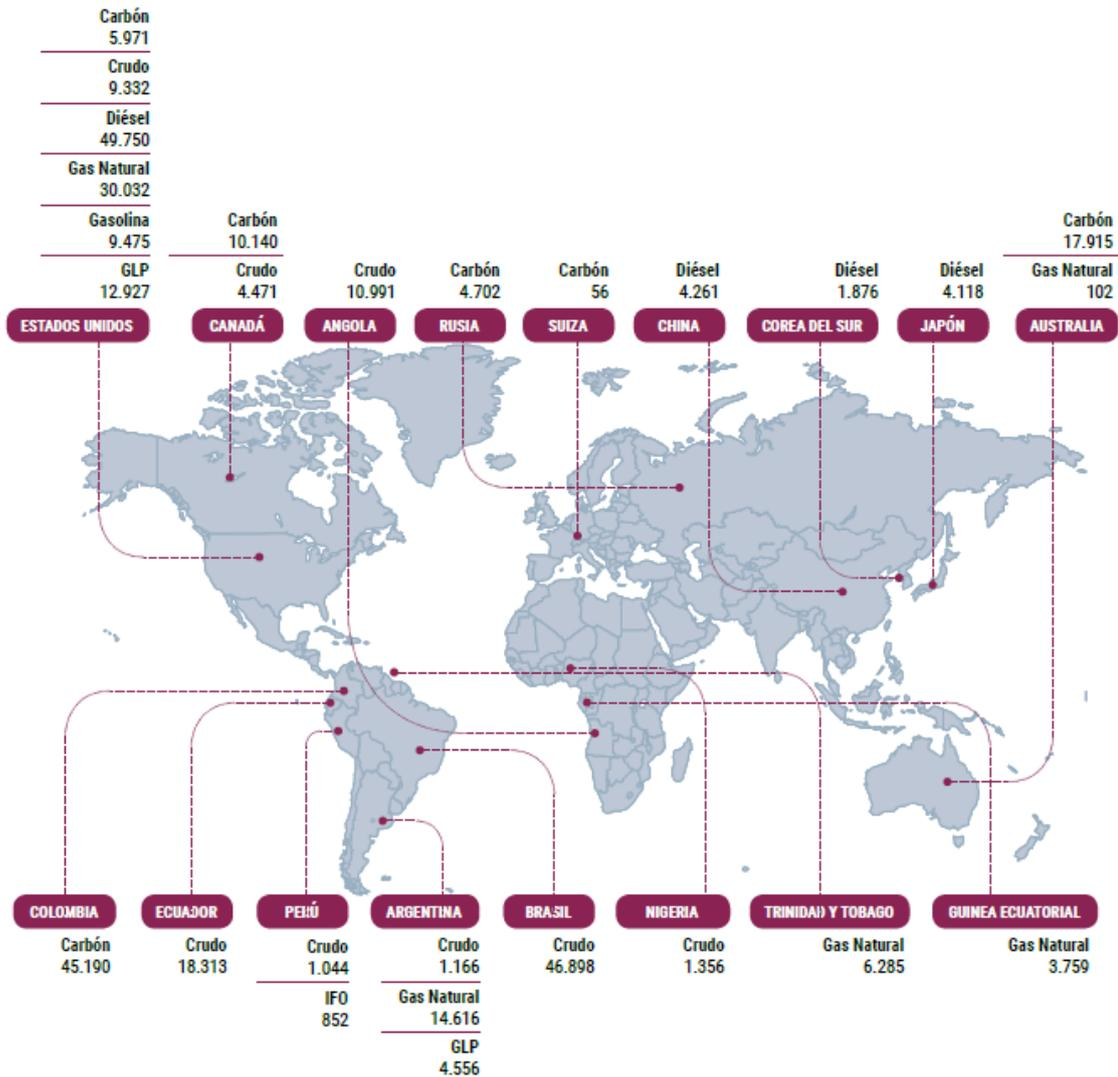 Carbón
5.971
Crudo
9.332
Diésel
49.750
Gas Natural
30.032
Gasolina
9.475
GLP
12.927
ESTADOS UNIDOS
Carbón
10.140
Crudo
4.471
CANADÁ
Crudo
10.991
ANGOLA
Carbón
4.702
RUSIA
Carbón
56
SUIZA
Diésel
4.261
CHINA
Diésel
1.876
COREA DEL SUR
Diésel
4.118
JAPÓN
Carbón
17.915
Gas Natural
102
AUSTRALIA
COLOMBIA
Carbón
45.190
ECUADOR
Crudo
18.313
PERÚ
Crudo
1.044
IFO
852
ARGENTINA
Crudo
1.166
Gas Natural
14.616
GLP
4.556
BRASIL
Crudo
46.898
NIGERIA
Crudo
1.356
TRINIDAD Y TOBAGO
Gas Natural
6.285
GUINEA ECUATORIAL
Gas Natural
3.759